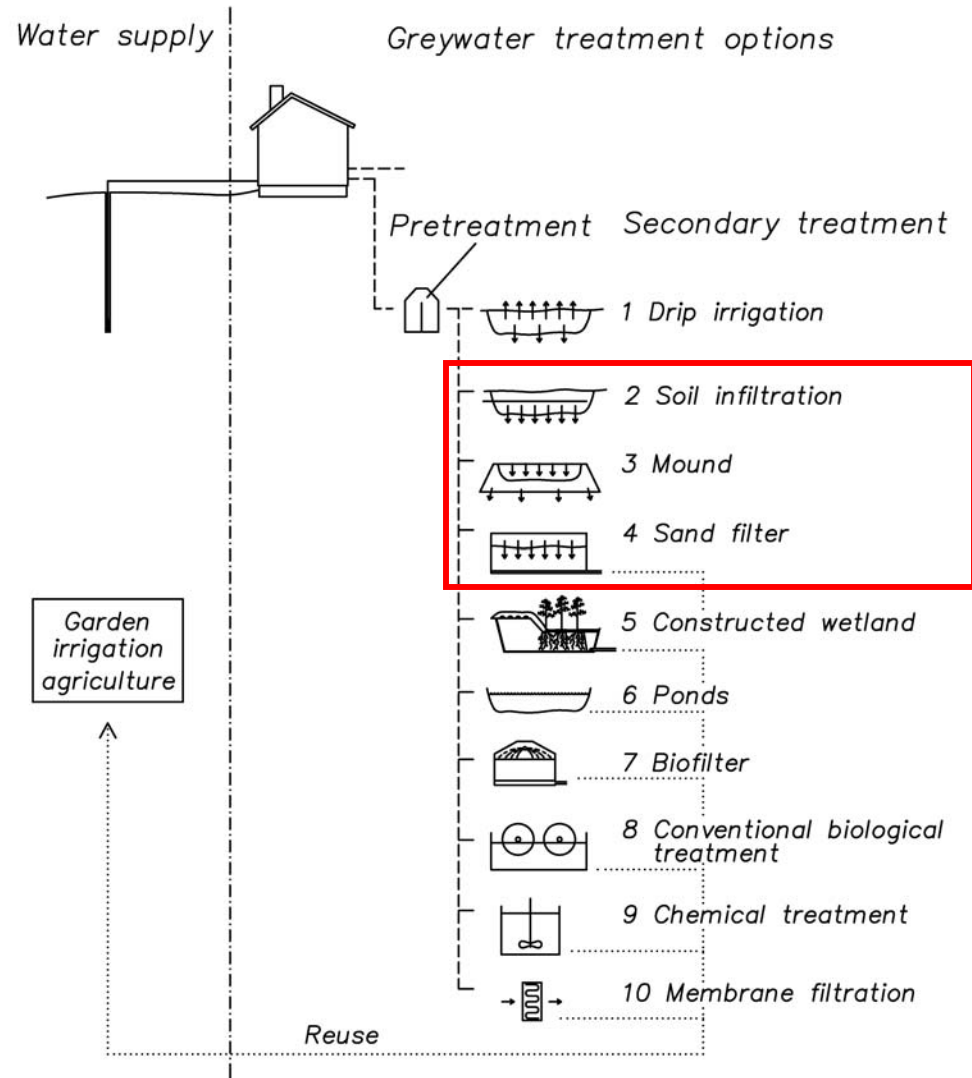 Water supply
Greywater treatment options
Pretreatment
Secondary treatment
1 Drip irrigation
2 Soil infiltration
3 Mound
4 Sand filter
5 Constructed wetland
6 Ponds
7 Biofilter
8 Conventional biological
treatment
9 Chemical treatment
10 Membrane filtration
Garden
irrigation
agriculture
Reuse